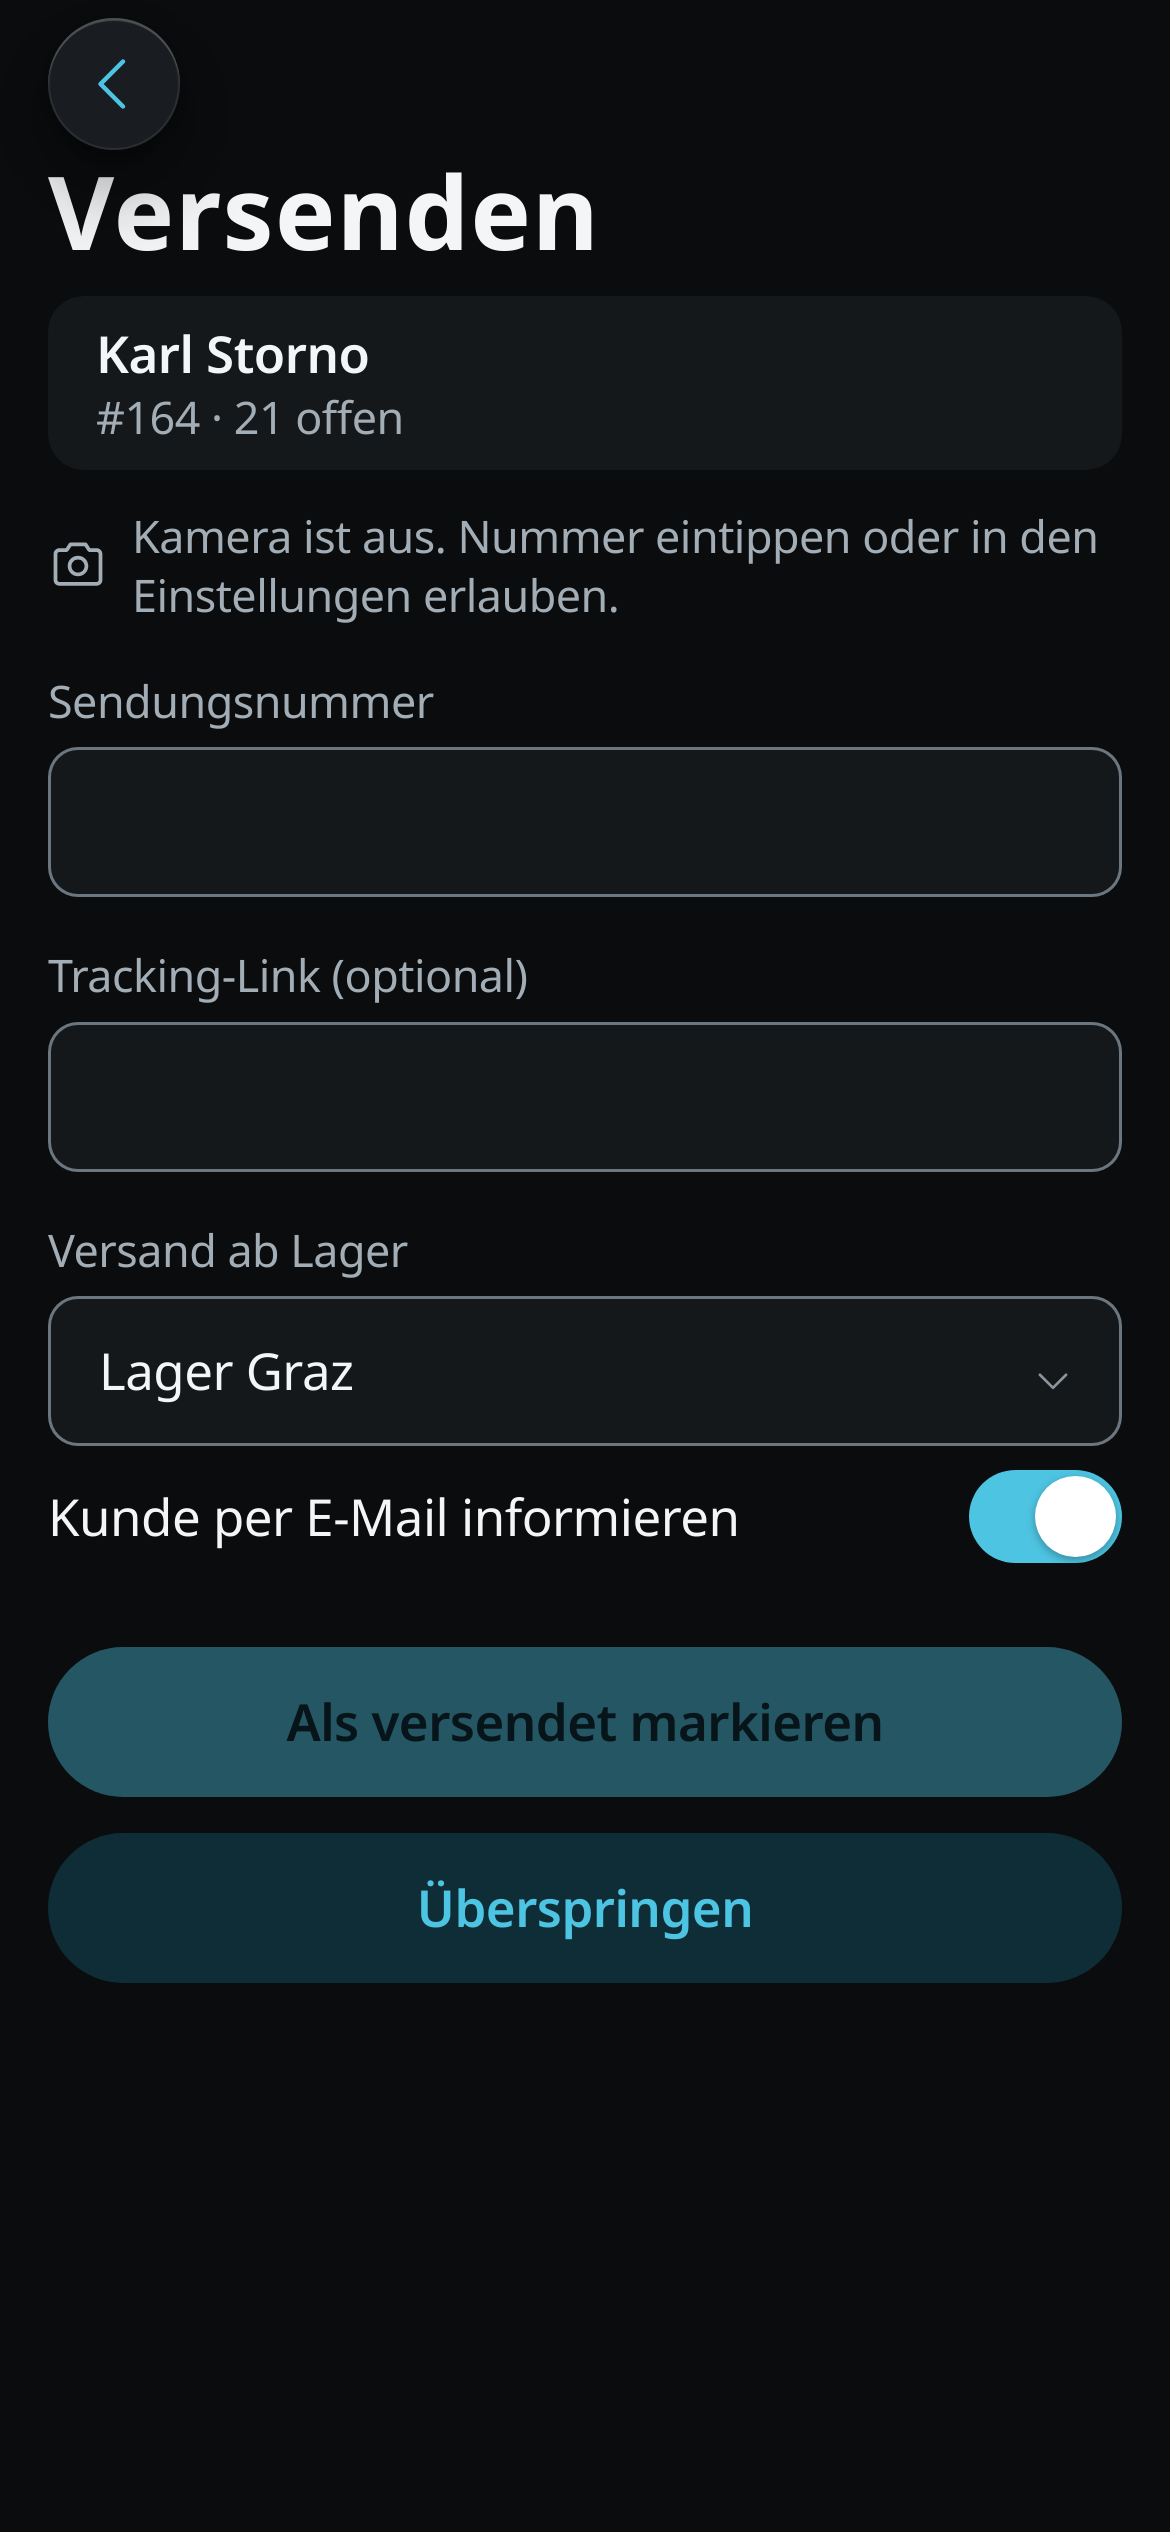 Versenden
Karl Storno
#164 · 21 offen
Kamera ist aus. Nummer eintippen oder in den
Einstellungen erlauben.
Sendungsnummer
Tracking-Link (optional)
Versand ab Lager
Lager Graz
Kunde per E-Mail informieren
Als versendet markieren
Überspringen